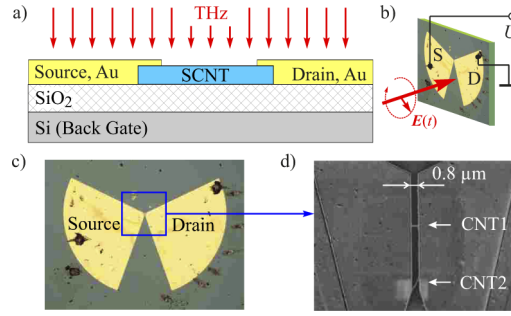 a)
THz
Source, Au
SCNT
Drain, Au
SiO2
Si (Back Gate)
b)
U
S
D
E(t)
c)
Source
Drain
d)
0.8 µm
CNT1
CNT2